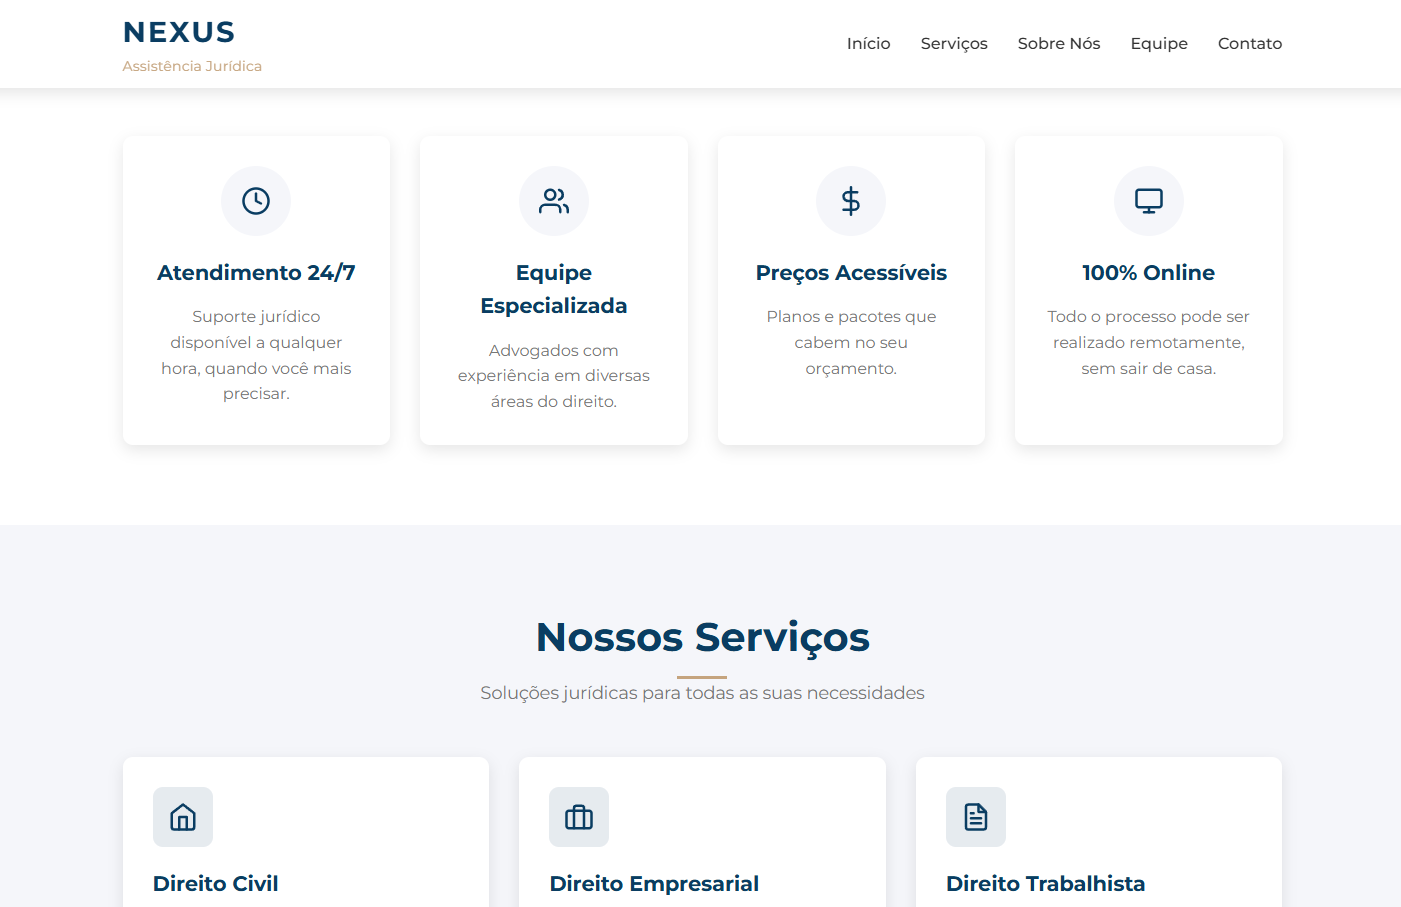 NEXUS
Assistência Jurídica
Início Serviços Sobre Nós Equipe Contato
Atendimento 24/7
Suporte jurídico
disponível a qualquer
hora, quando você mais
precisar.
Equipe
Especializada
Advogados com
experiência em diversas
áreas do direito.
Preços Acessíveis
Planos e pacotes que
cabem no seu
orçamento.
100% Online
Todo o processo pode ser
realizado remotamente,
sem sair de casa.
Nossos Serviços
Soluções jurídicas para todas as suas necessidades
Direito Civil
Direito Empresarial
Direito Trabalhista